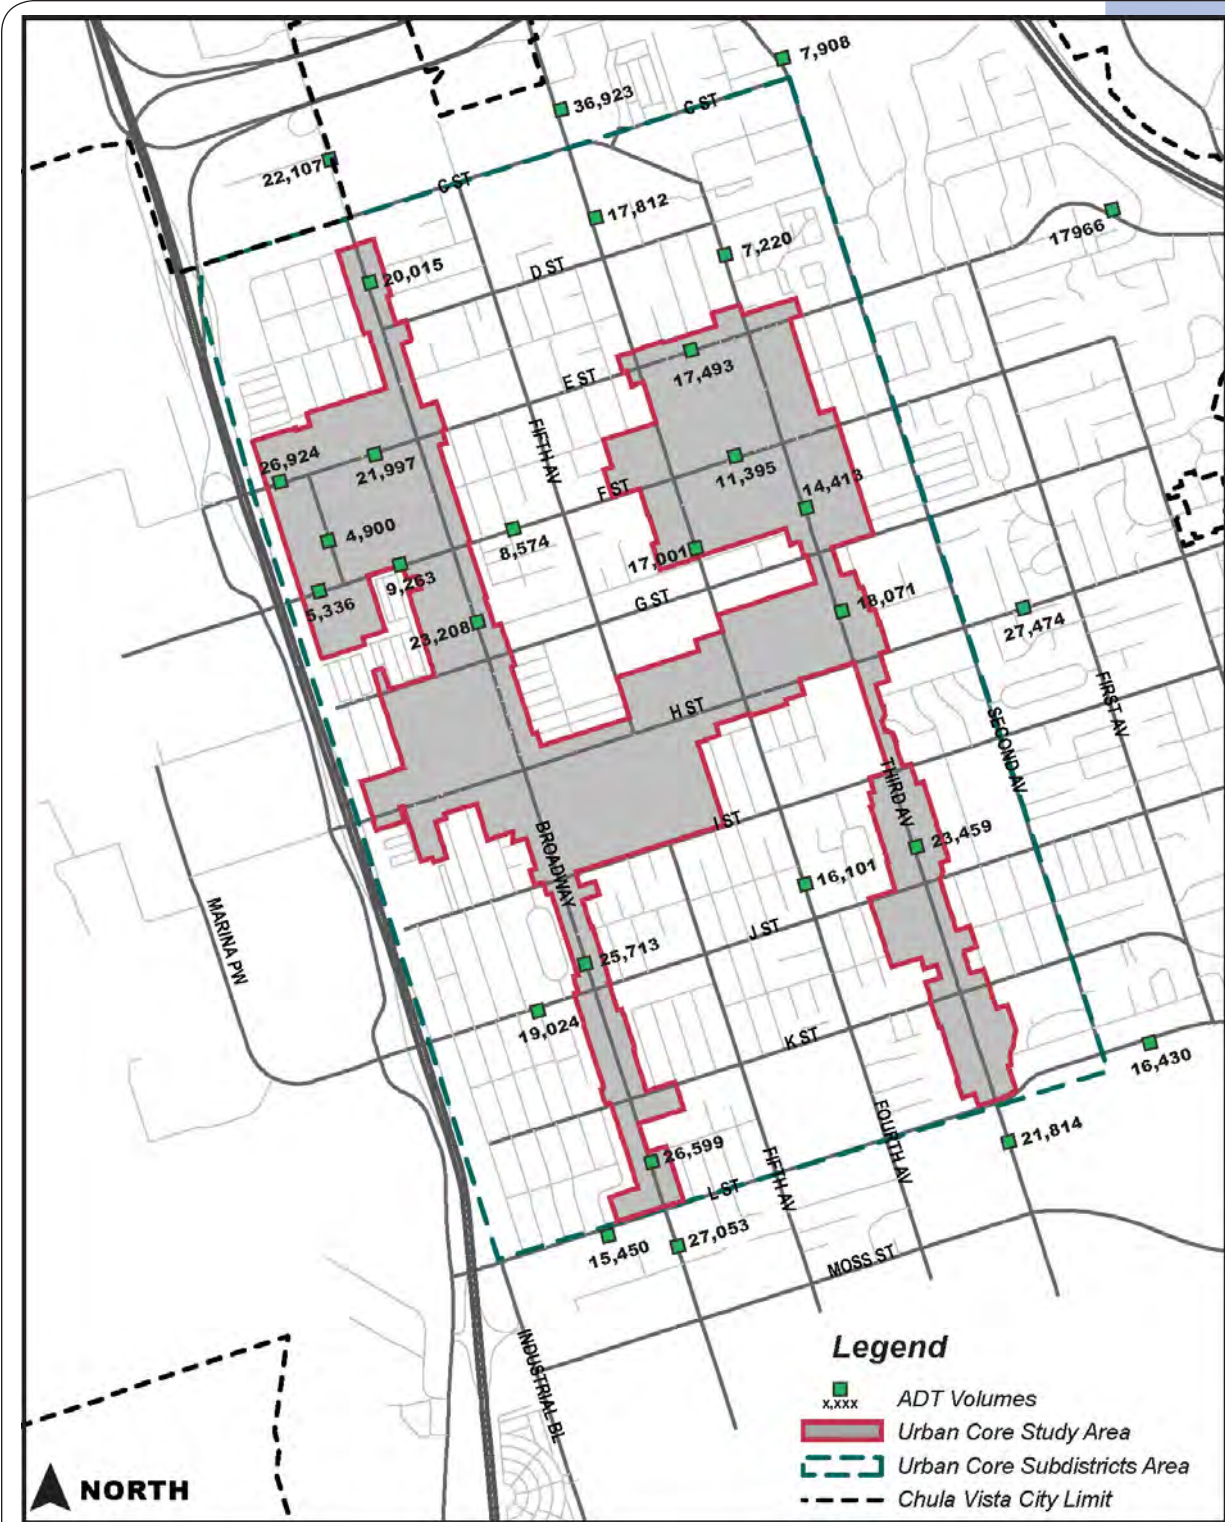 7,908
36,923
C ST
22,107
C ST
17,812
17966
7,220
D ST
20,015
17,493
E ST
FIFTH AV
26,924
21,997
11,395
14,413
F ST
4,900
8,574
17,001
9,263
5,336
G ST
18,071
23,208
27,474
FIRST AV
H ST
SECOND AV
THIRD AV
I ST
BROADWAY
23,459
16,101
MARINA PW
J ST
25,713
19,024
K ST
16,430
FOURTH AV
21,814
26,599
FIFTH AV
L ST
15,450
27,053
MOSS ST
INDUSTRIAL BL
Legend
x,xxx
ADT Volumes
Urban Core Study Area
Urban Core Subdistricts Area
Chula Vista City Limit
NORTH